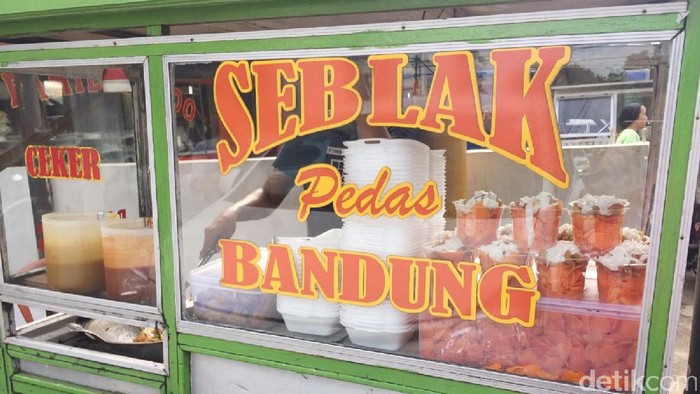 CEKER
SEBLAK
Pedas
BANDUNG
detikcom